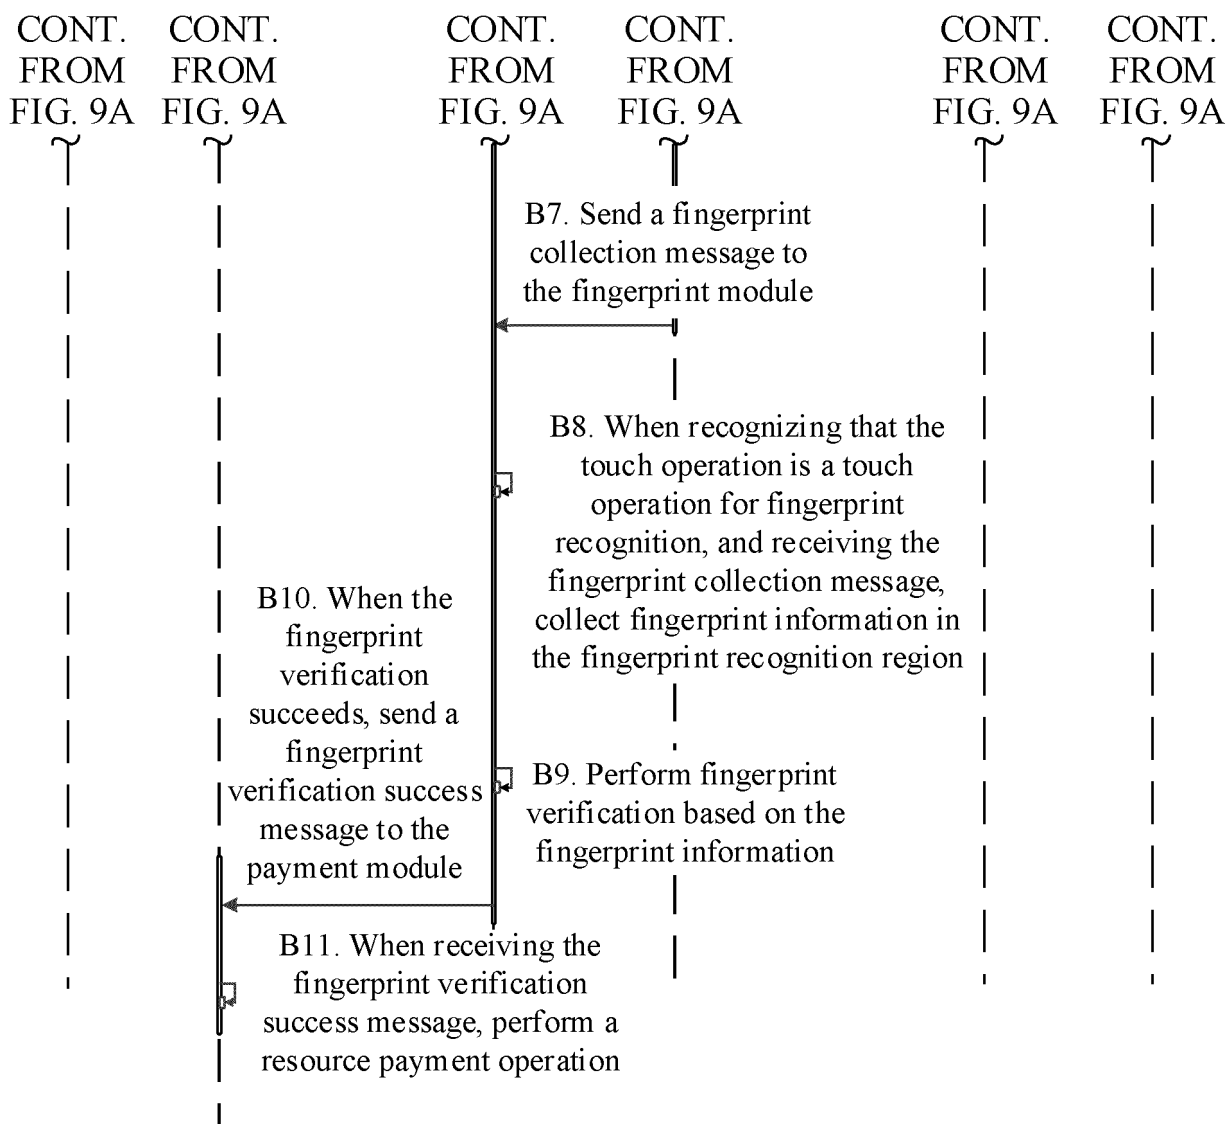 CONT.
FROM
FIG. 9A
CONT.
FROM
FIG. 9A
CONT.
FROM
FIG. 9A
CONT.
FROM
FIG. 9A
CONT.
FROM
FIG. 9A
CONT.
FROM
FIG. 9A
B7. Send a fingerprint
collection message to
the fingerprint module
B8. When recognizing that the
touch operation is a touch
operation for fingerprint
recognition, and receiving the
fingerprint collection message,
collect fingerprint information in
the fingerprint recognition region
B9. Perform fingerprint
verification based on the
fingerprint information
B10. When the
fingerprint
verification
succeeds, send a
fingerprint
verification success
message to the
payment module
B11. When receiving the
fingerprint verification
success message, perform a
resource payment operation